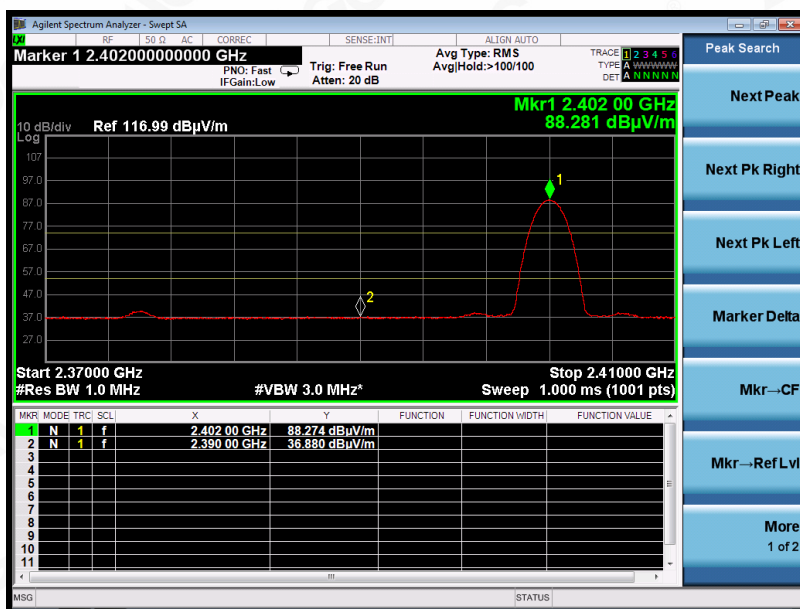 Agilent Spectrum Analyzer - Swept SA
LXI RF 50 Ω AC CORREC SENSE:INT ALIGN AUTO
Marker 1 2.402000000000 GHz
PNO: Fast
IFGain:Low
Trig: Free Run
Atten: 20 dB
Avg Type: RMS
Avg|Hold:>100/100
TRACE 1 2 3 4 5 6
TYPE A WWWWW
DET A N N N N N
Mkr1 2.402 00 GHz
88.281 dBµV/m
10 dB/div Ref 116.99 dBµV/m
Log
107
97.0
87.0
77.0
67.0
57.0
47.0
37.0
27.0
1
2
Start 2.37000 GHz Stop 2.41000 GHz
#Res BW 1.0 MHz #VBW 3.0 MHz* Sweep 1.000 ms (1001 pts)
MKR MODE TRC SCL X Y FUNCTION FUNCTION WIDTH FUNCTION VALUE
1 N 1 f 2.402 00 GHz 88.274 dBµV/m
2 N 1 f 2.390 00 GHz 36.880 dBµV/m
3
4
5
6
7
8
9
10
11
MSG STATUS
Peak Search
Next Peak
Next Pk Right
Next Pk Left
Marker Delta
Mkr→CF
Mkr→Ref Lvl
More
1 of 2